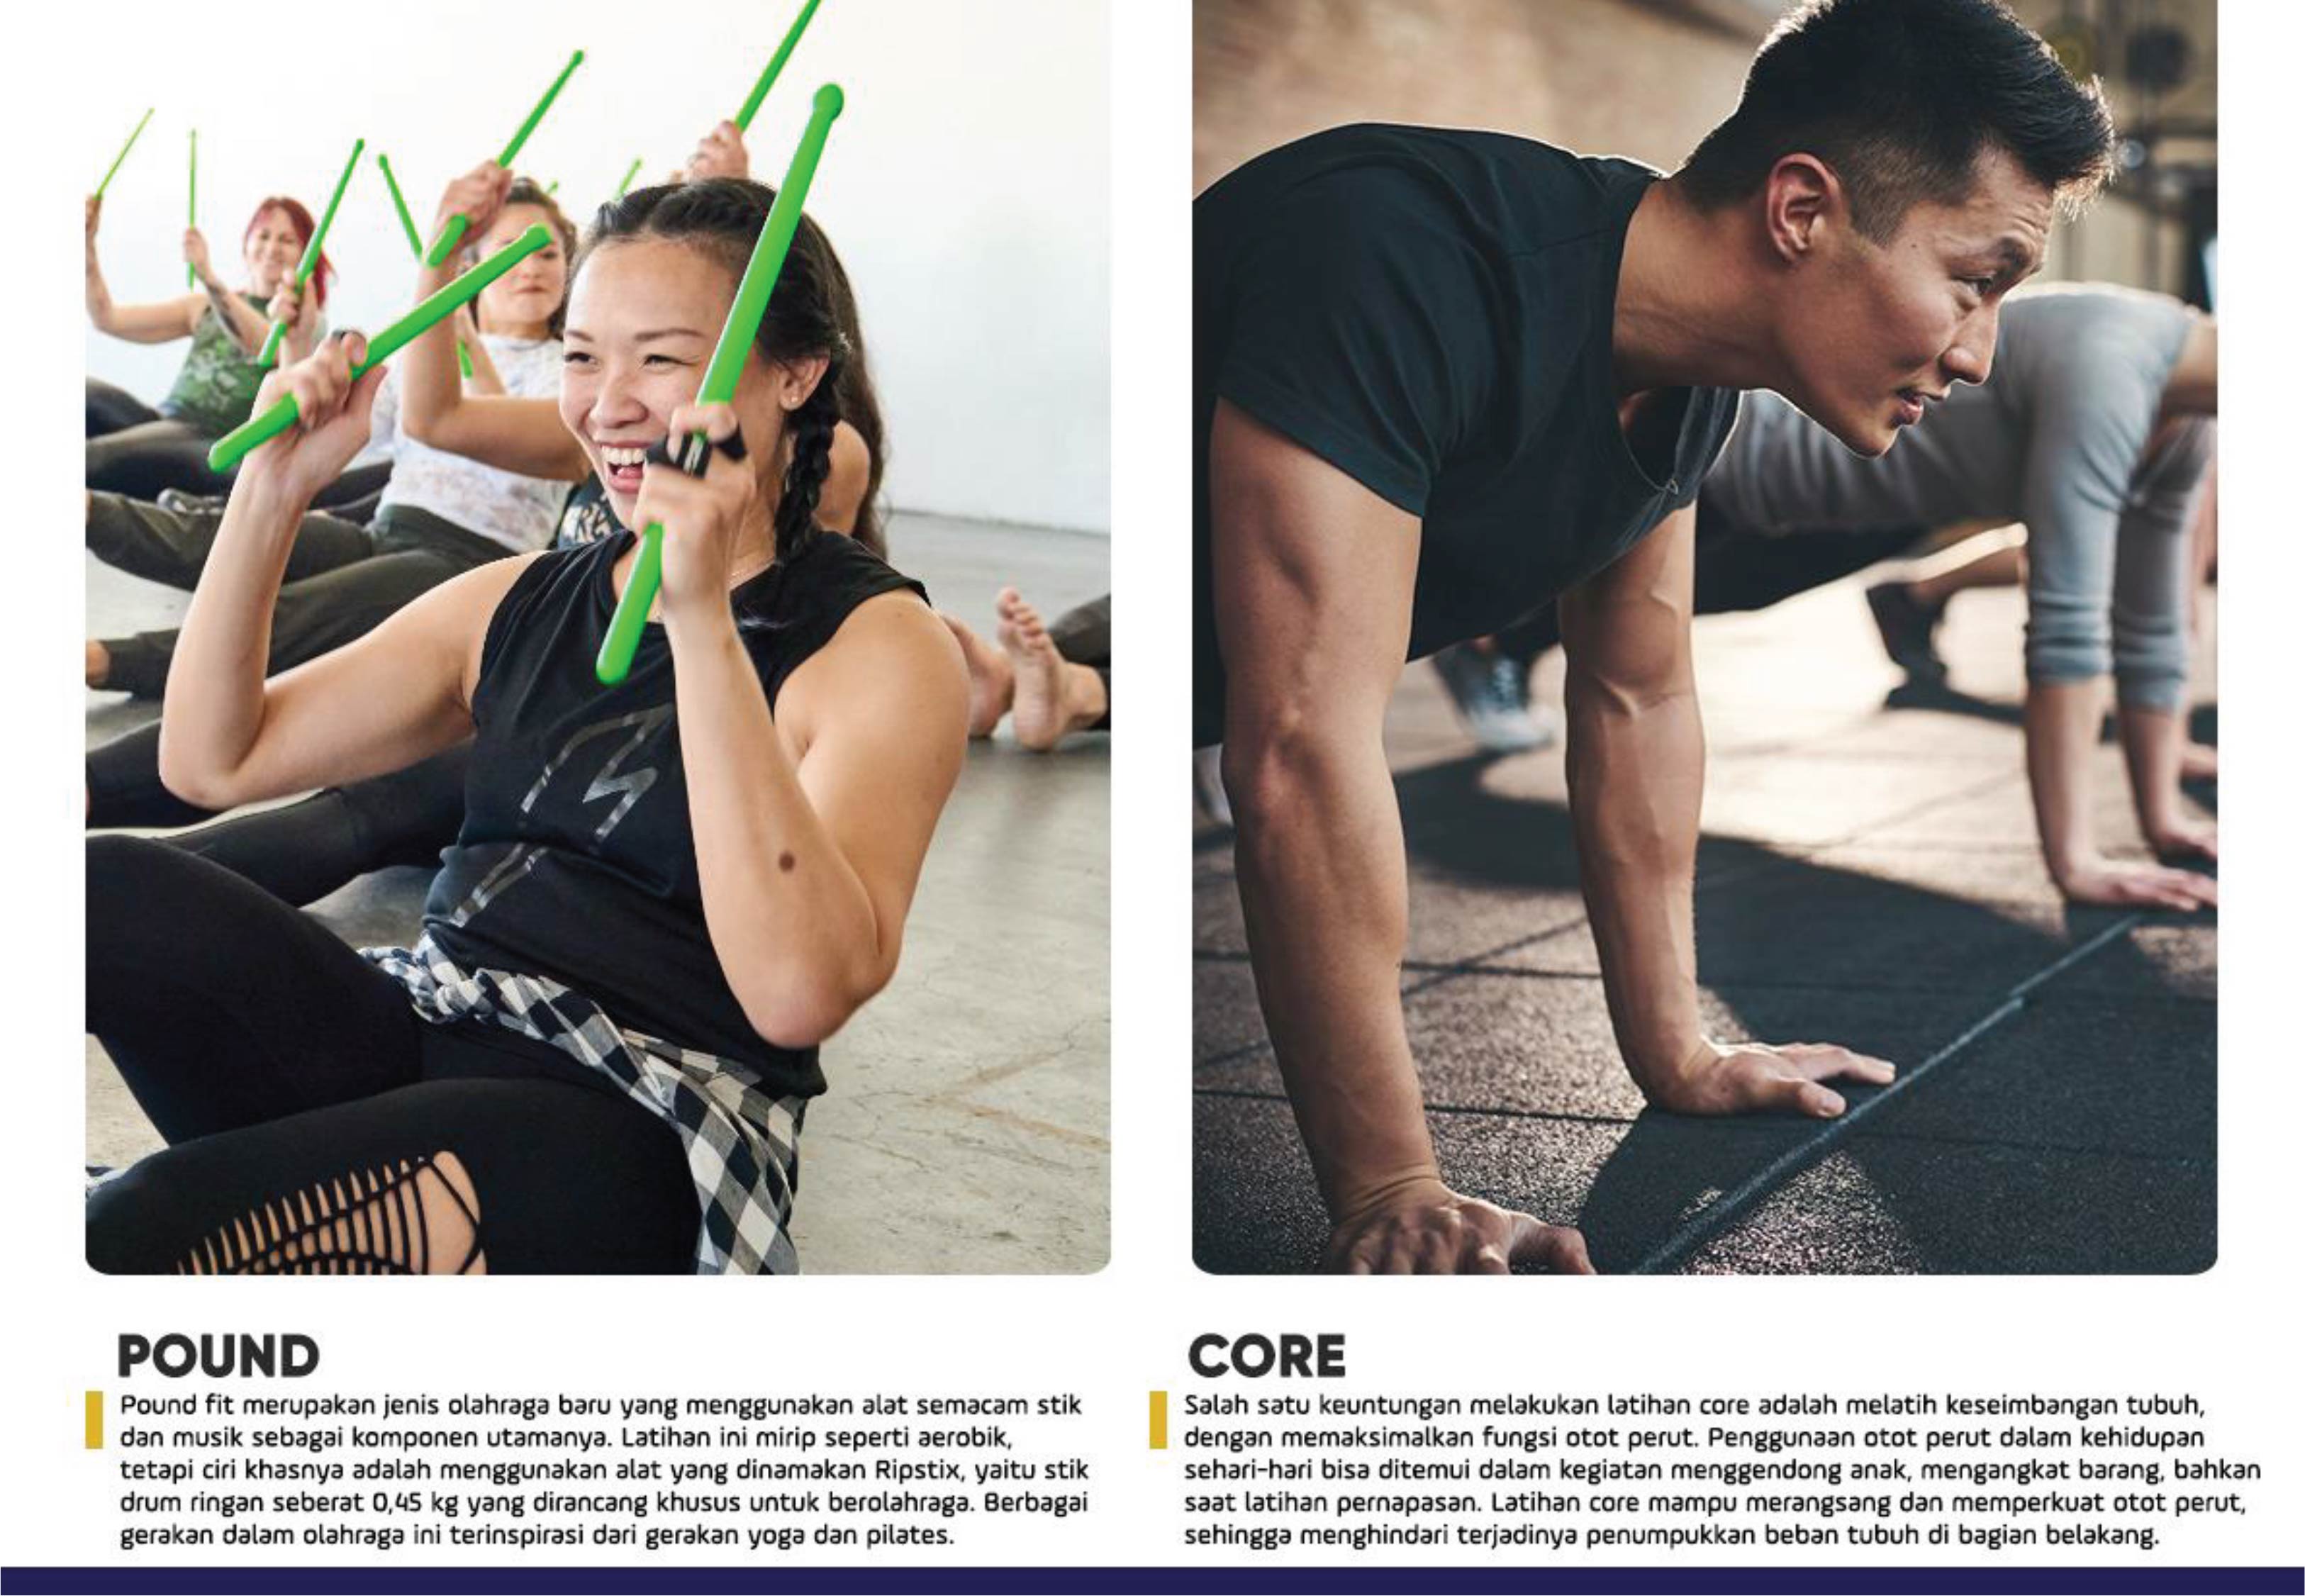 POUND
Pound fit merupakan jenis olahraga baru yang menggunakan alat semacam stik
dan musik sebagai komponen utamanya. Latihan ini mirip seperti aerobik,
tetapi ciri khasnya adalah menggunakan alat yang dinamakan Ripstix, yaitu stik
drum ringan seberat 0,45 kg yang dirancang khusus untuk berolahraga. Berbagai
gerakan dalam olahraga ini terinspirasi dari gerakan yoga dan pilates.
CORE
Salah satu keuntungan melakukan latihan core adalah melatih keseimbangan tubuh,
dengan memaksimalkan fungsi otot perut. Penggunaan otot perut dalam kehidupan
sehari-hari bisa ditemui dalam kegiatan menggendong anak, mengangkat barang, bahkan
saat latihan pernapasan. Latihan core mampu merangsang dan memperkuat otot perut,
sehingga menghindari terjadinya penumpukkan beban tubuh di bagian belakang.